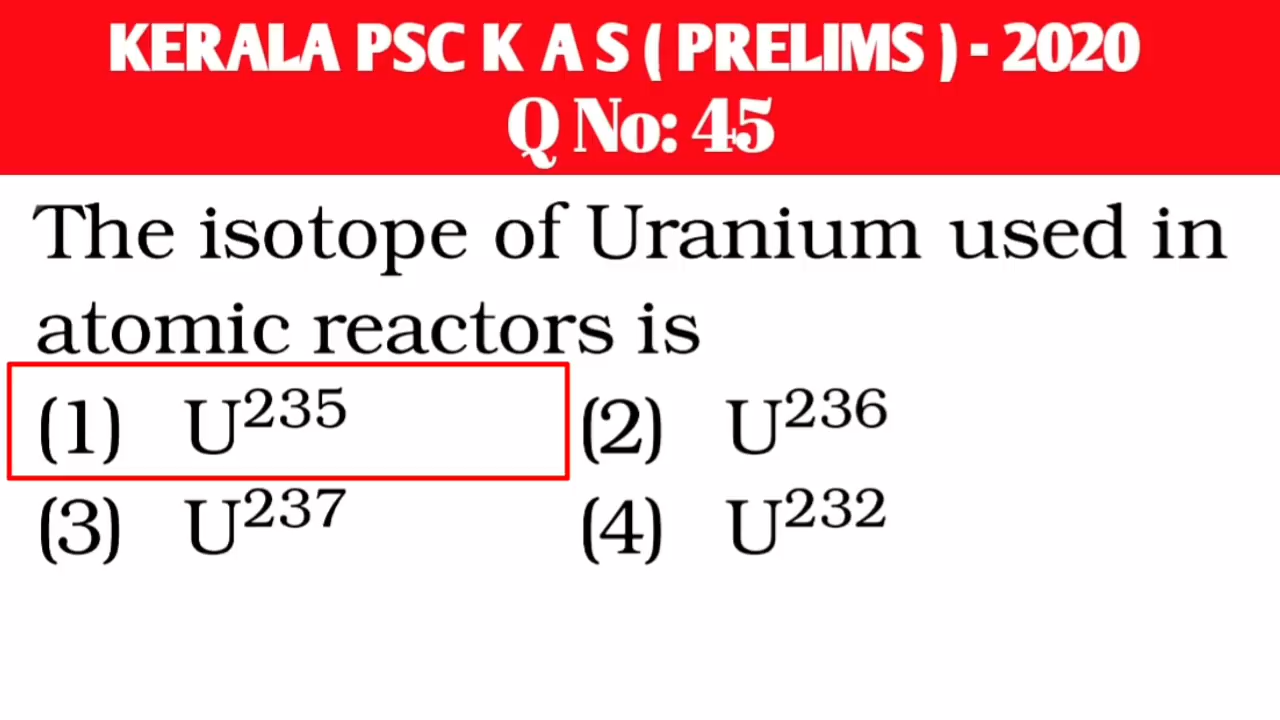 KERALA PSC K A S ( PRELIMS ) - 2020
Q No: 45
The isotope of Uranium used in
atomic reactors is
(1) U²³⁵ (2) U²³⁶
(3) U²³⁷ (4) U²³²